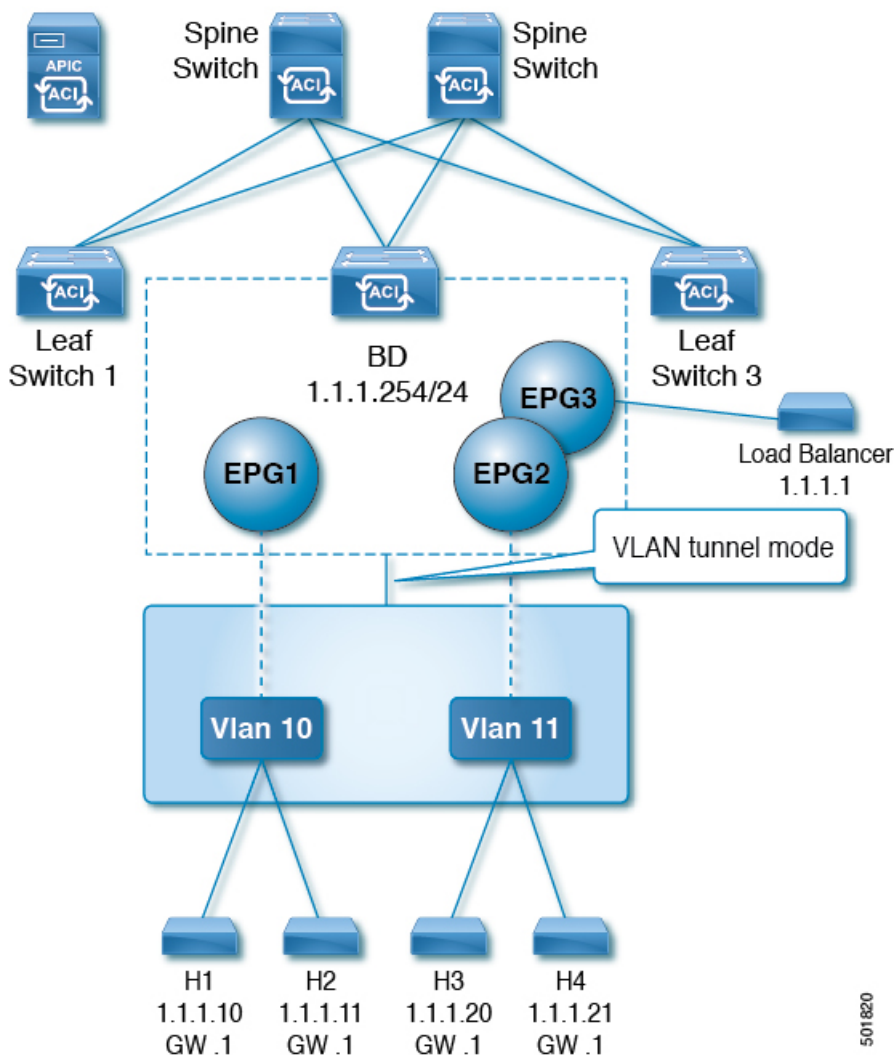 Spine
Switch
Spine
Switch
APIC
ACI
ACI
ACI
ACI
ACI
ACI
Leaf
Switch 1
BD
1.1.1.254/24
Leaf
Switch 3
EPG3
EPG1
EPG2
Load Balancer
1.1.1.1
VLAN tunnel mode
Vlan 10
Vlan 11
H1
1.1.1.10
GW .1
H2
1.1.1.11
GW .1
H3
1.1.1.20
GW .1
H4
1.1.1.21
GW .1
501820